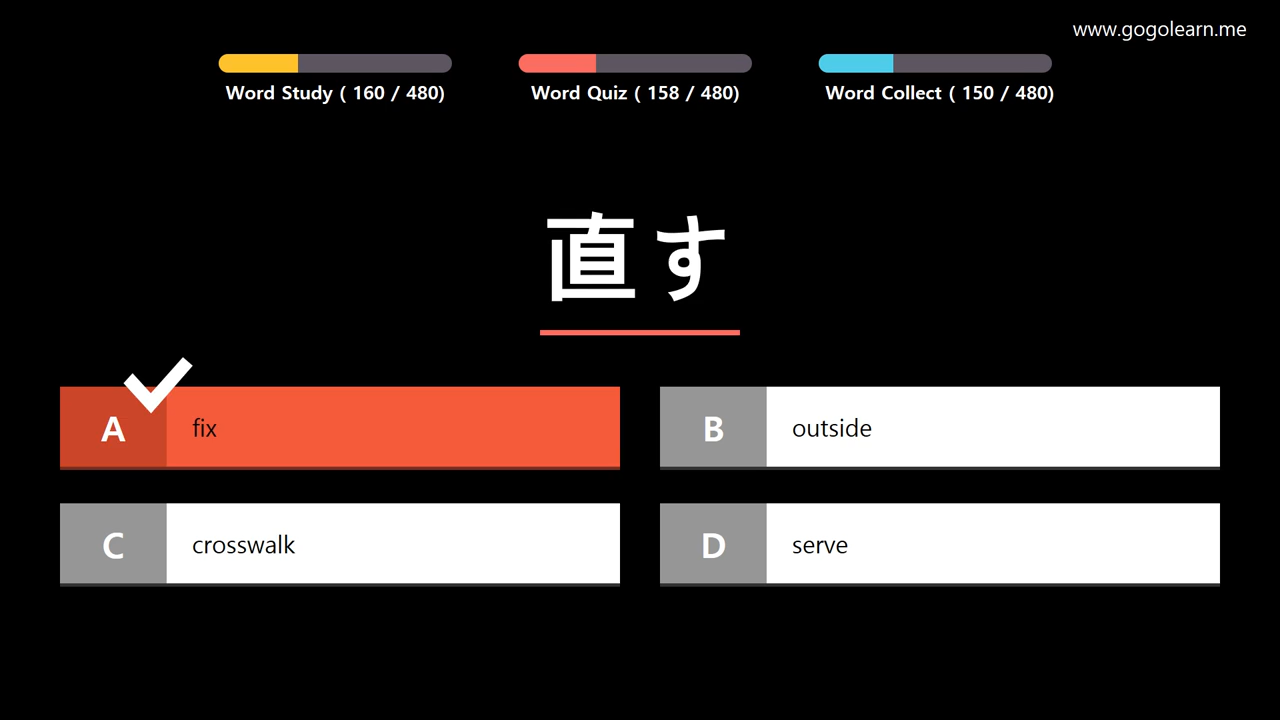 www.gogolearn.me
Word Study ( 160 / 480)
Word Quiz ( 158 / 480)
Word Collect ( 150 / 480)
直す
A fix
B outside
C crosswalk
D serve